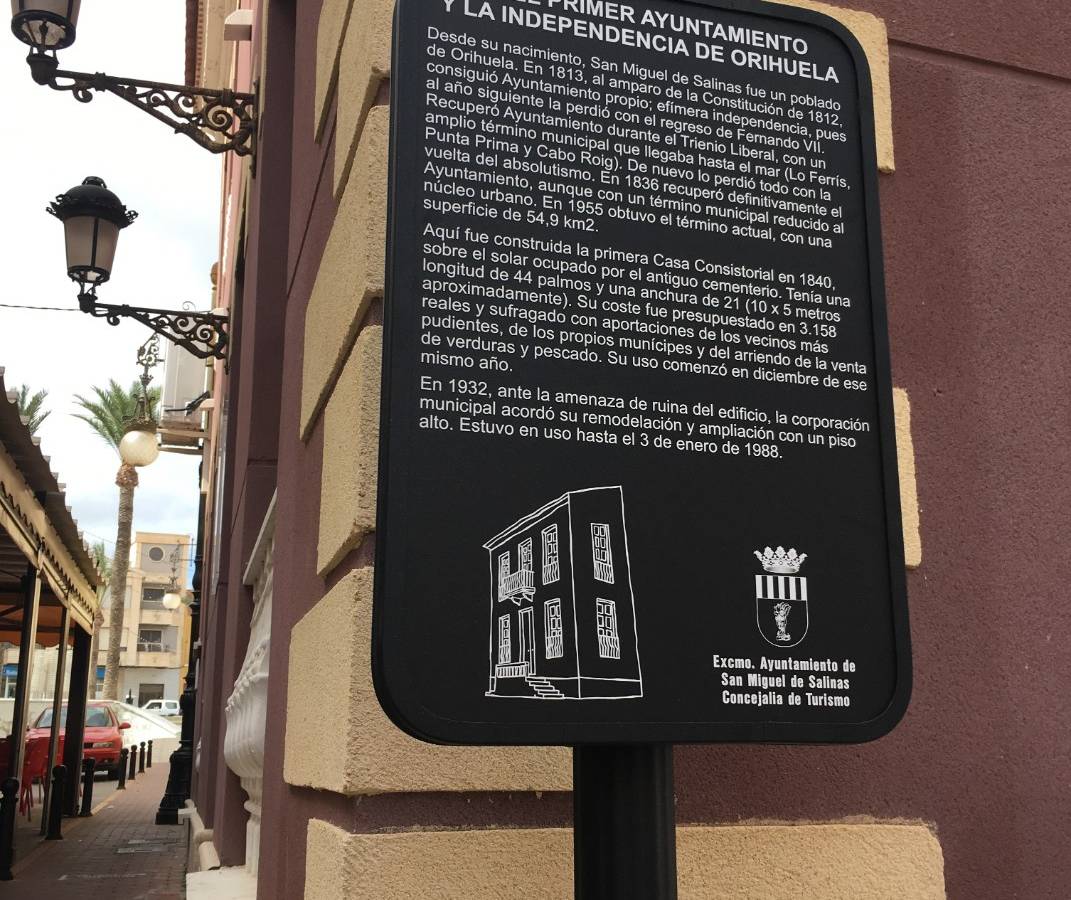 EL PRIMER AYUNTAMIENTO
Y LA INDEPENDENCIA DE ORIHUELA
Desde su nacimiento, San Miguel de Salinas fue un poblado
de Orihuela. En 1813, al amparo de la Constitución de 1812,
consiguió Ayuntamiento propio; efímera independencia, pues
al año siguiente la perdió con el regreso de Fernando VII.
Recuperó Ayuntamiento durante el Trienio Liberal, con un
amplio término municipal que llegaba hasta el mar (Lo Ferrís,
Punta Prima y Cabo Roig). De nuevo lo perdió todo con la
vuelta del absolutismo. En 1836 recuperó definitivamente el
Ayuntamiento, aunque con un término municipal reducido al
núcleo urbano. En 1955 obtuvo el término actual, con una
superficie de 54,9 km2.
Aquí fue construida la primera Casa Consistorial en 1840,
sobre el solar ocupado por el antiguo cementerio. Tenía una
longitud de 44 palmos y una anchura de 21 (10 x 5 metros
aproximadamente). Su coste fue presupuestado en 3.158
reales y sufragado con aportaciones de los vecinos más
pudientes, de los propios munícipes y del arriendo de la venta
de verduras y pescado. Su uso comenzó en diciembre de ese
mismo año.
En 1932, ante la amenaza de ruina del edificio, la corporación
municipal acordó su remodelación y ampliación con un piso
alto. Estuvo en uso hasta el 3 de enero de 1988.
Excmo. Ayuntamiento de
San Miguel de Salinas
Concejalia de Turismo